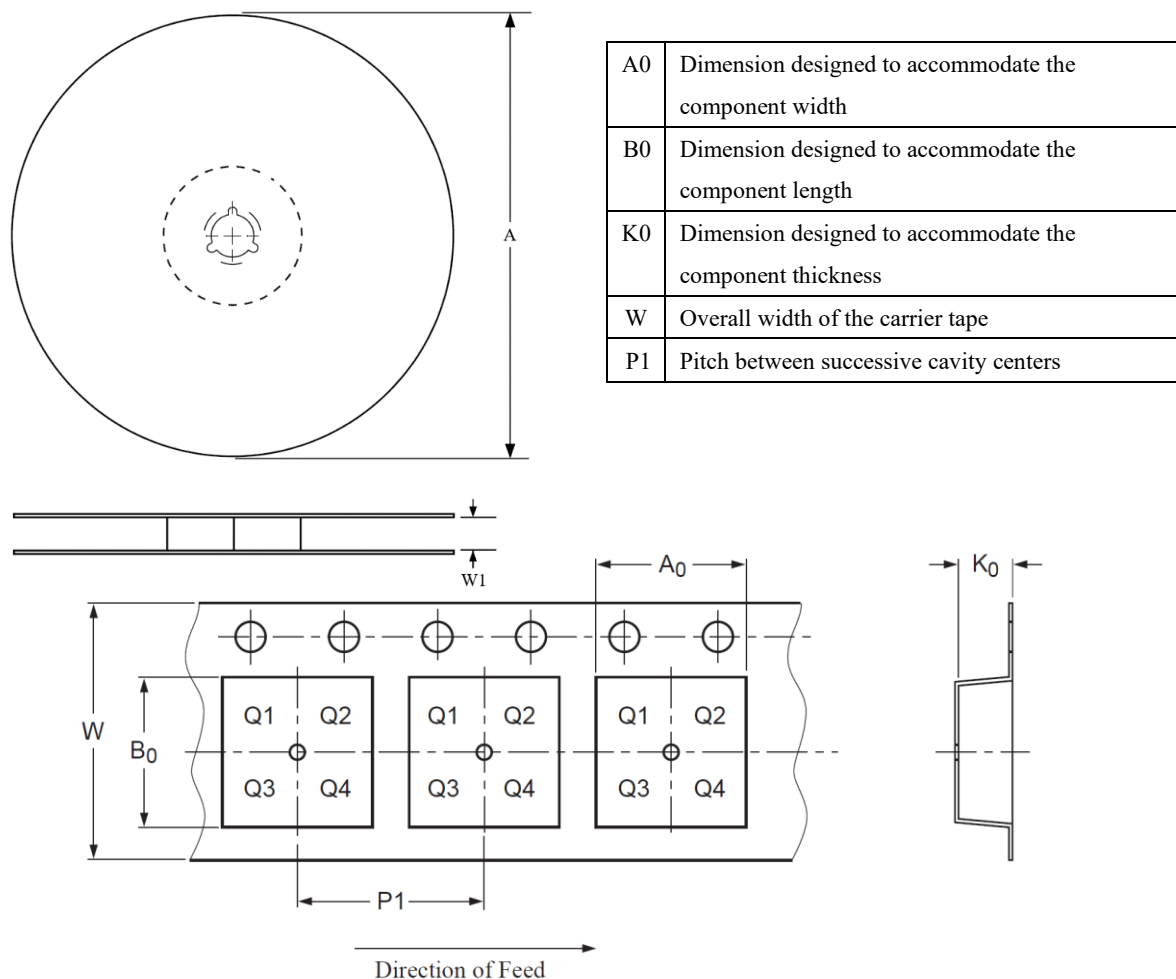 A
A0 Dimension designed to accommodate the
component width
B0 Dimension designed to accommodate the
component length
K0 Dimension designed to accommodate the
component thickness
W Overall width of the carrier tape
P1 Pitch between successive cavity centers
W1
A0
K0
W
B0
Q1 Q2 Q1 Q2 Q1 Q2
Q3 Q4 Q3 Q4 Q3 Q4
P1
Direction of Feed